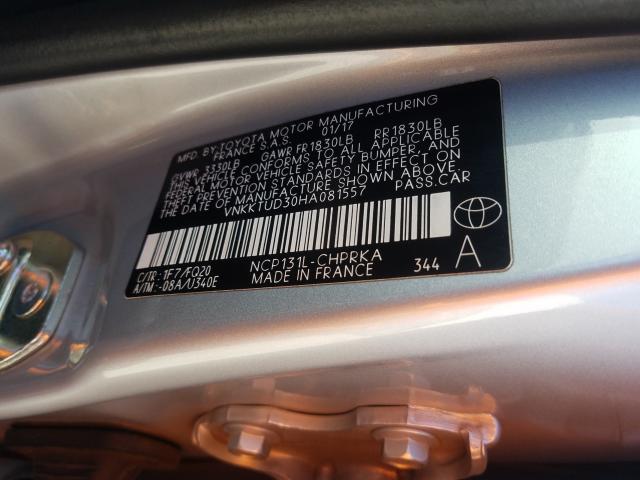 MFD. BY:TOYOTA MOTOR MANUFACTURING
FRANCE S.A.S. 01/17
GVWR 3330LB GAWR FR1830LB RR1830LB
THIS VEHICLE CONFORMS TO ALL APPLICABLE
FEDERAL MOTOR VEHICLE SAFETY, BUMPER, AND
THEFT PREVENTION STANDARDS IN EFFECT ON
THE DATE OF MANUFACTURE SHOWN ABOVE.
VNKKTUD30HA081557 PASS.CAR
C/TR: 1F7/FQ20 NCP131L-CHPRKA 344 A
A/TM: -08A/U340E MADE IN FRANCE